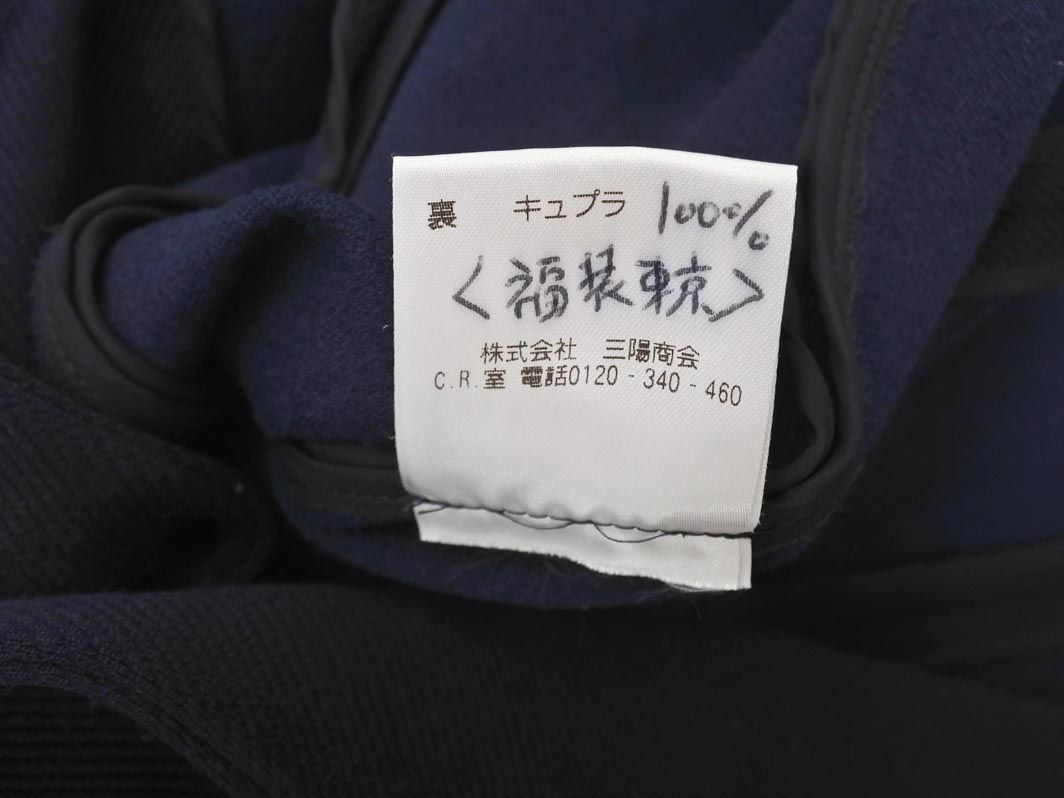 裏 キュプラ 100%
<福装東京>
株式会社 三陽商会
C.R.室 電話0120-340-460